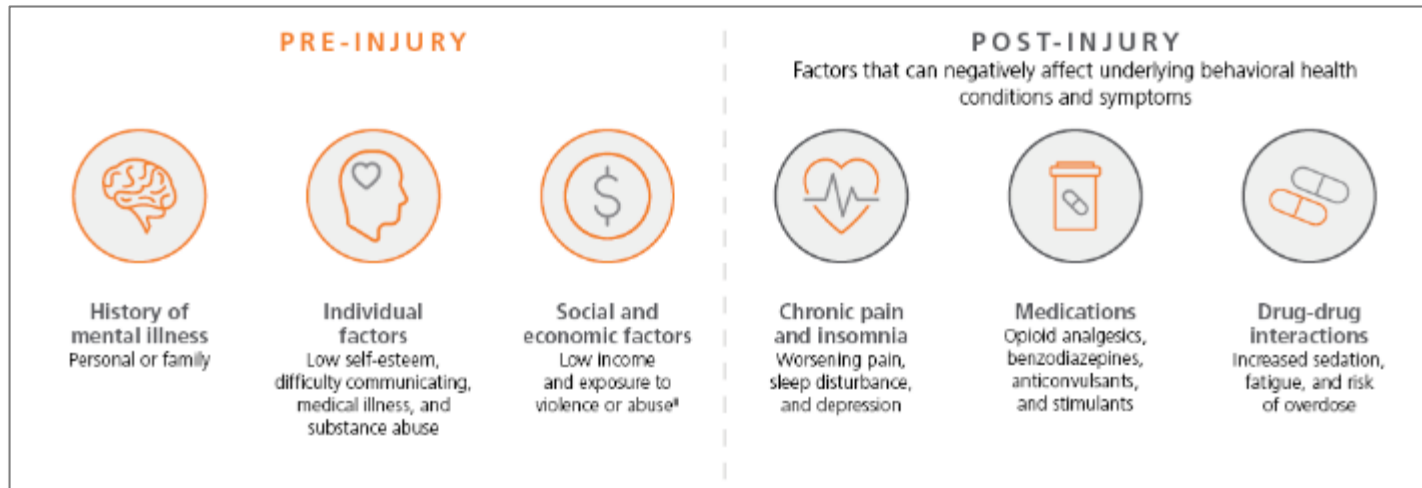 PRE-INJURY
History of
mental illness
Personal or family
Individual
factors
Low self-esteem,
difficulty communicating,
medical illness, and
substance abuse
Social and
economic factors
Low income
and exposure to
violence or abuse⁸
POST-INJURY
Factors that can negatively affect underlying behavioral health
conditions and symptoms
Chronic pain
and insomnia
Worsening pain,
sleep disturbance,
and depression
Medications
Opioid analgesics,
benzodiazepines,
anticonvulsants,
and stimulants
Drug-drug
interactions
Increased sedation,
fatigue, and risk
of overdose